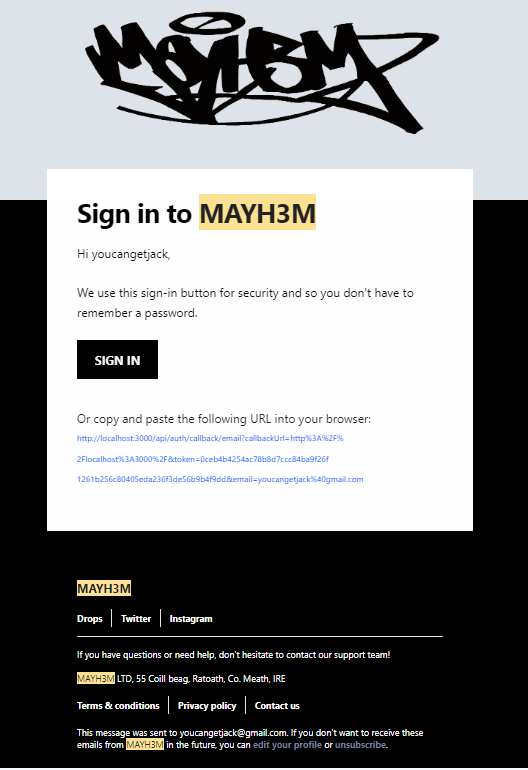 MAYH3M
Sign in to MAYH3M
Hi youcangetjack,
We use this sign-in button for security and so you don't have to
remember a password.
SIGN IN
Or copy and paste the following URL into your browser:
http://localhost:3000/api/auth/callback/email?callbackUrl=http%3A%2F%
2Flocalhost%3A3000%2F&token=0ceb4b4254ac78b8d7ccc84ba9f26f
1261b256c80405eda236f3de56b9b4f9dd&email=youcangetjack%40gmail.com
MAYH3M
Drops | Twitter | Instagram
If you have questions or need help, don't hesitate to contact our support team!
MAYH3M LTD, 55 Coill beag, Ratoath, Co. Meath, IRE
Terms & conditions | Privacy policy | Contact us
This message was sent to youcangetjack@gmail.com. If you don't want to receive these
emails from MAYH3M in the future, you can edit your profile or unsubscribe.